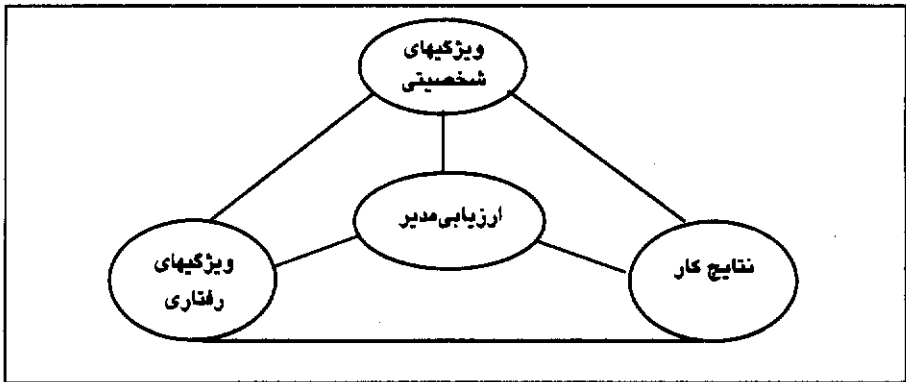 ویژگیهای
شخصیتی
ارزیابی مدیر
ویژگیهای
رفتاری
نتایج کار